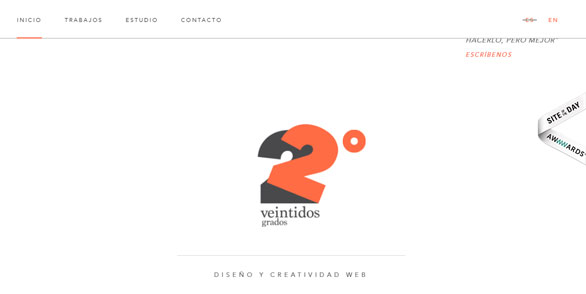 INICIO TRABAJOS ESTUDIO CONTACTO ES EN
HACERLO, PERO MEJOR
ESCRÍBENOS
SITE OF THE DAY
AWWWARDS
22°
veintidos
grados
DISEÑO Y CREATIVIDAD WEB